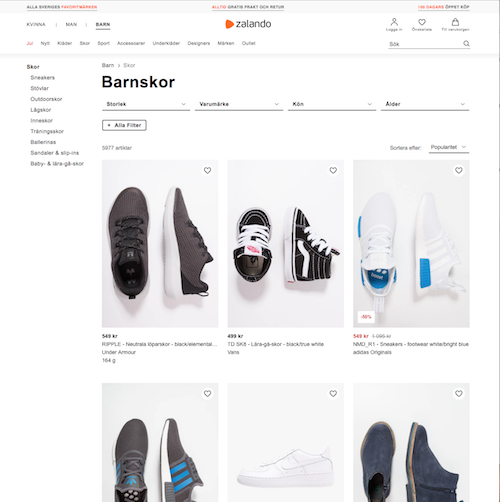 ALLA SVERIGES FAVORITMÄRKEN
ALLTID GRATIS FRAKT OCH RETUR
100 DAGARS ÖPPET KÖP
KVINNA
MAN
BARN
zalando
Logga in
Önskelista
Till varukorgen
Jul
Nytt
Kläder
Skor
Sport
Accessoarer
Underkläder
Designers
Märken
Outlet
Sök
Skor
Sneakers
Stövlar
Outdoorskor
Lågskor
Inneskor
Träningsskor
Ballerinas
Sandaler & slip-ins
Baby- & lära-gå-skor
Barn > Skor
Barnskor
Storlek
Varumärke
Kön
Ålder
+ Alla Filter
5977 artiklar
Sortera efter:
Popularitet
-50%
549 kr
RIPPLE - Neutrala löparskor - black/elemental...
Under Armour
164 g
499 kr
TD SK8 - Lära-gå-skor - black/true white
Vans
549 kr 1 095 kr
NMD_R1 - Sneakers - footwear white/bright blue
adidas Originals